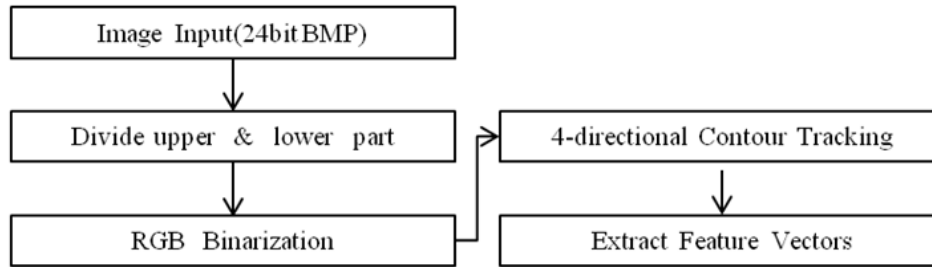 Image Input(24bit BMP)
Divide upper & lower part
RGB Binarization
4-directional Contour Tracking
Extract Feature Vectors